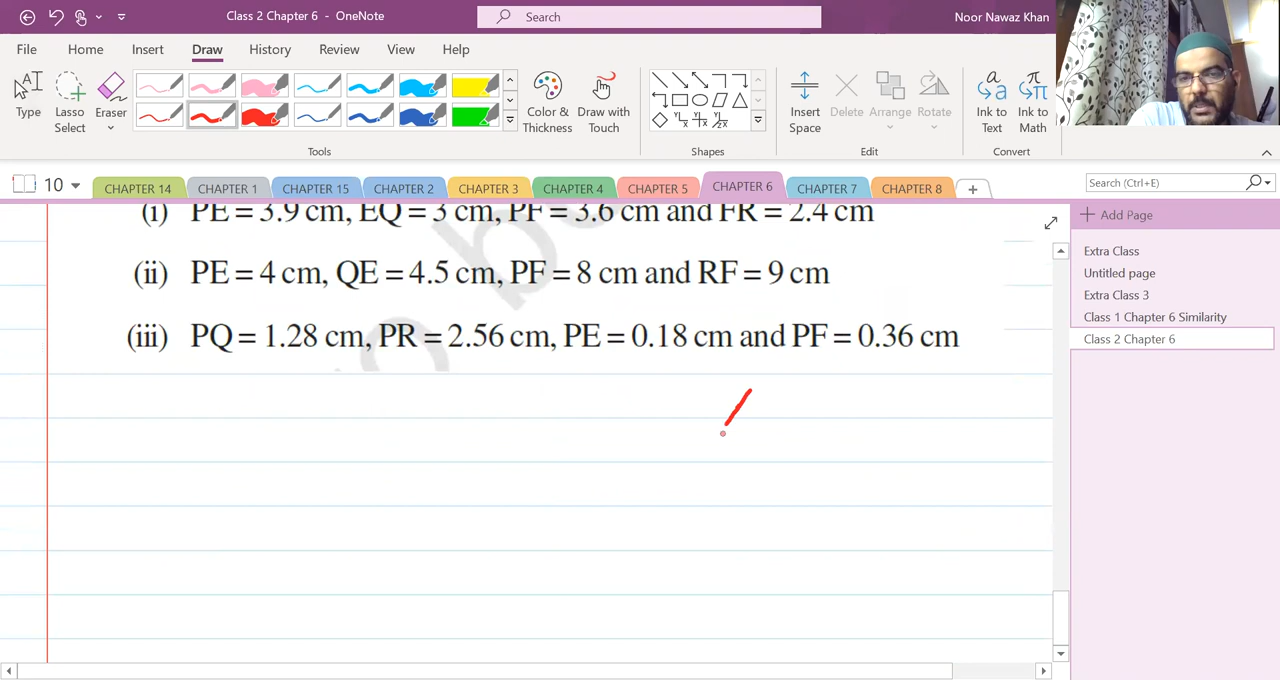 Class 2 Chapter 6 - OneNote
Search
Noor Nawaz Khan
File Home Insert Draw History Review View Help
Type
Lasso Select
Eraser
Color & Thickness
Draw with Touch
Insert Space
Delete
Arrange
Rotate
Ink to Text
Ink to Math
Tools Shapes Edit Convert
10 CHAPTER 14 CHAPTER 1 CHAPTER 15 CHAPTER 2 CHAPTER 3 CHAPTER 4 CHAPTER 5 CHAPTER 6 CHAPTER 7 CHAPTER 8
Search (Ctrl+E)
(i) PE = 3.9 cm, EQ = 3 cm, PF = 3.6 cm and FR = 2.4 cm
(ii) PE = 4 cm, QE = 4.5 cm, PF = 8 cm and RF = 9 cm
(iii) PQ = 1.28 cm, PR = 2.56 cm, PE = 0.18 cm and PF = 0.36 cm
Add Page
Extra Class
Untitled page
Extra Class 3
Class 1 Chapter 6 Similarity
Class 2 Chapter 6